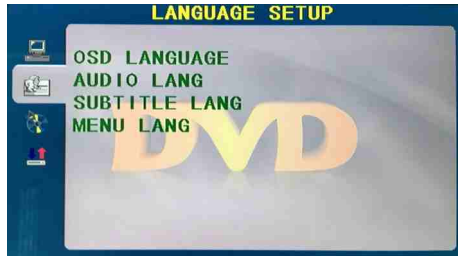 LANGUAGE SETUP
OSD LANGUAGE
AUDIO LANG
SUBTITLE LANG
MENU LANG
DVD